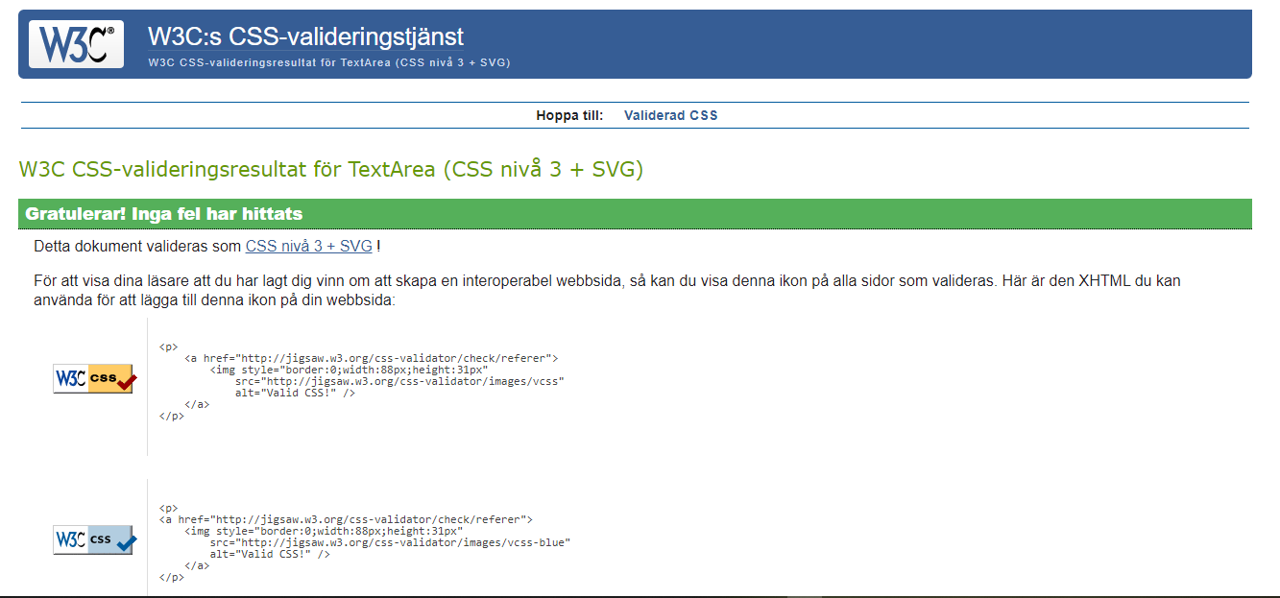 W3C® W3C:s CSS-valideringstjänst
W3C CSS-valideringsresultat för TextArea (CSS nivå 3 + SVG)
Hoppa till: Validerad CSS
W3C CSS-valideringsresultat för TextArea (CSS nivå 3 + SVG)
Gratulerar! Inga fel har hittats
Detta dokument valideras som CSS nivå 3 + SVG !
För att visa dina läsare att du har lagt dig vinn om att skapa en interoperabel webbsida, så kan du visa denna ikon på alla sidor som valideras. Här är den XHTML du kan
använda för att lägga till denna ikon på din webbsida:
W3C css
<p>
    <a href="http://jigsaw.w3.org/css-validator/check/referer">
        <img style="border:0;width:88px;height:31px"
            src="http://jigsaw.w3.org/css-validator/images/vcss"
            alt="Valid CSS!" />
    </a>
</p>
W3C css
<p>
<a href="http://jigsaw.w3.org/css-validator/check/referer">
    <img style="border:0;width:88px;height:31px"
        src="http://jigsaw.w3.org/css-validator/images/vcss-blue"
        alt="Valid CSS!" />
    </a>
</p>